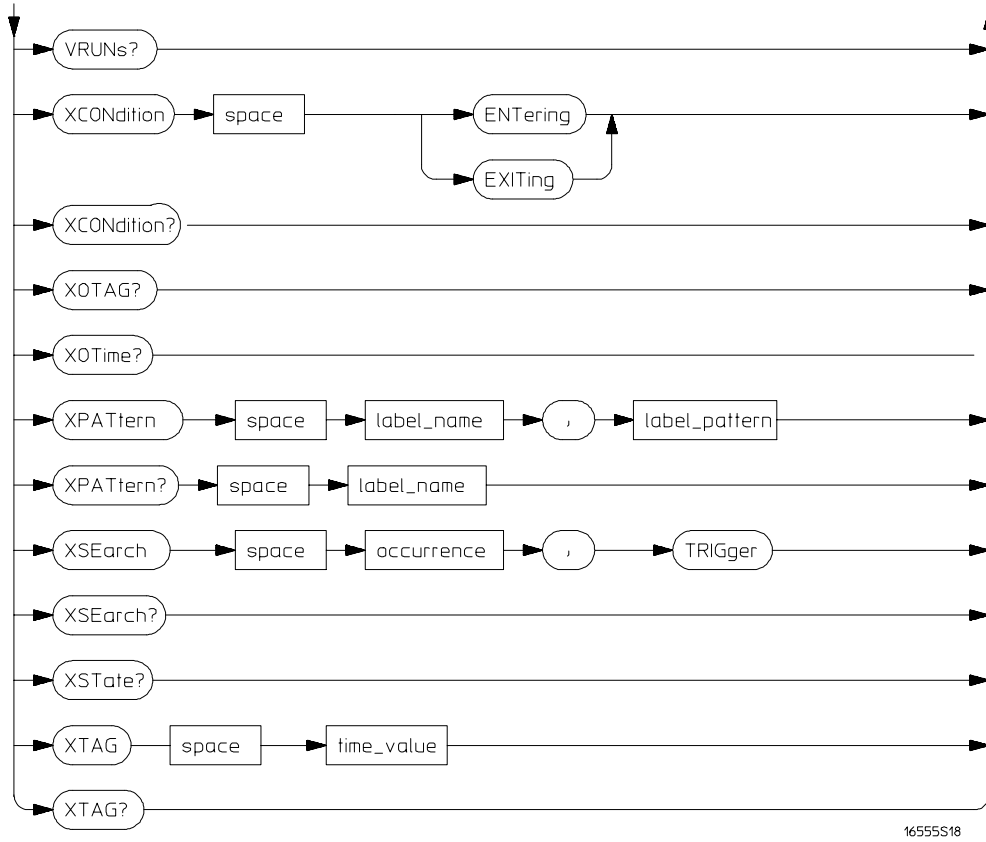 VRUNs?
XCONdition space ENTering
EXITing
XCONdition?
XOTAG?
XOTime?
XPATtern space label_name , label_pattern
XPATtern? space label_name
XSEarch space occurrence , TRIGger
XSEarch?
XSTate?
XTAG space time_value
XTAG?
16555S18